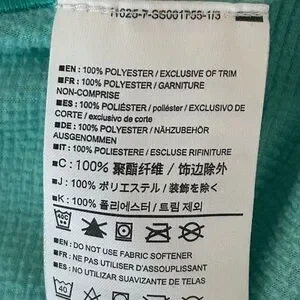 11625-7-SS001755-1/3
■EN : 100% POLYESTER / EXCLUSIVE OF TRIM
■FR : 100% POLYESTER / GARNITURE
NON-COMPRISE
■ES : 100% POLIÉSTER / poliéster / EXCLUSIVO DE
CORTE / exclusivo de corte
■DE : 100% POLYESTER / NÄHZUBEHÖR
AUSGENOMMEN
■IT : 100% POLIESTERE / ESCLUSE RIFINITURE
■C : 100% 聚酯纤维 / 饰边除外
■J : 100% ポリエステル / 装飾を除く
■K : 100% 폴리에스터 / 트림 제외
40C
■EN : DO NOT USE FABRIC SOFTENER
■FR : NE PAS UTILISER D'ASSOUPLISSANT
■ES : NO UTILIZAR SUAVIZANTE DE TELAS
40